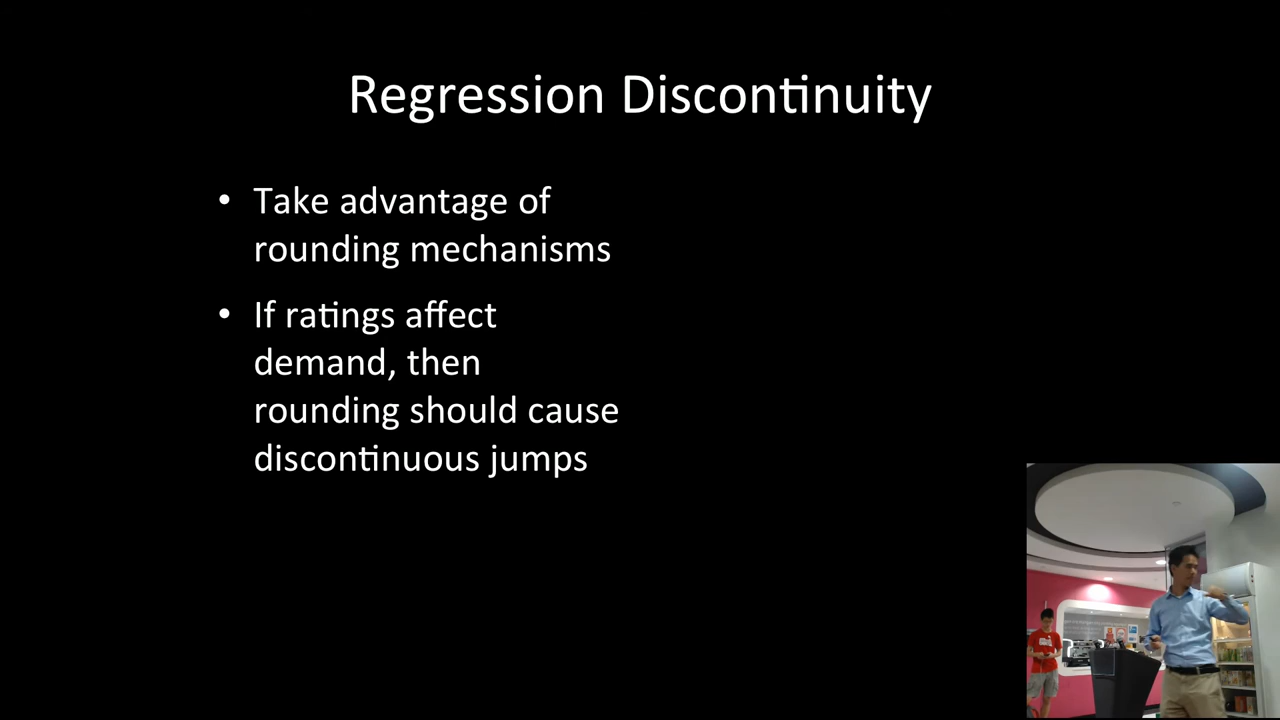 Regression Discontinuity
• Take advantage of
rounding mechanisms
• If ratings affect
demand, then
rounding should cause
discontinuous jumps